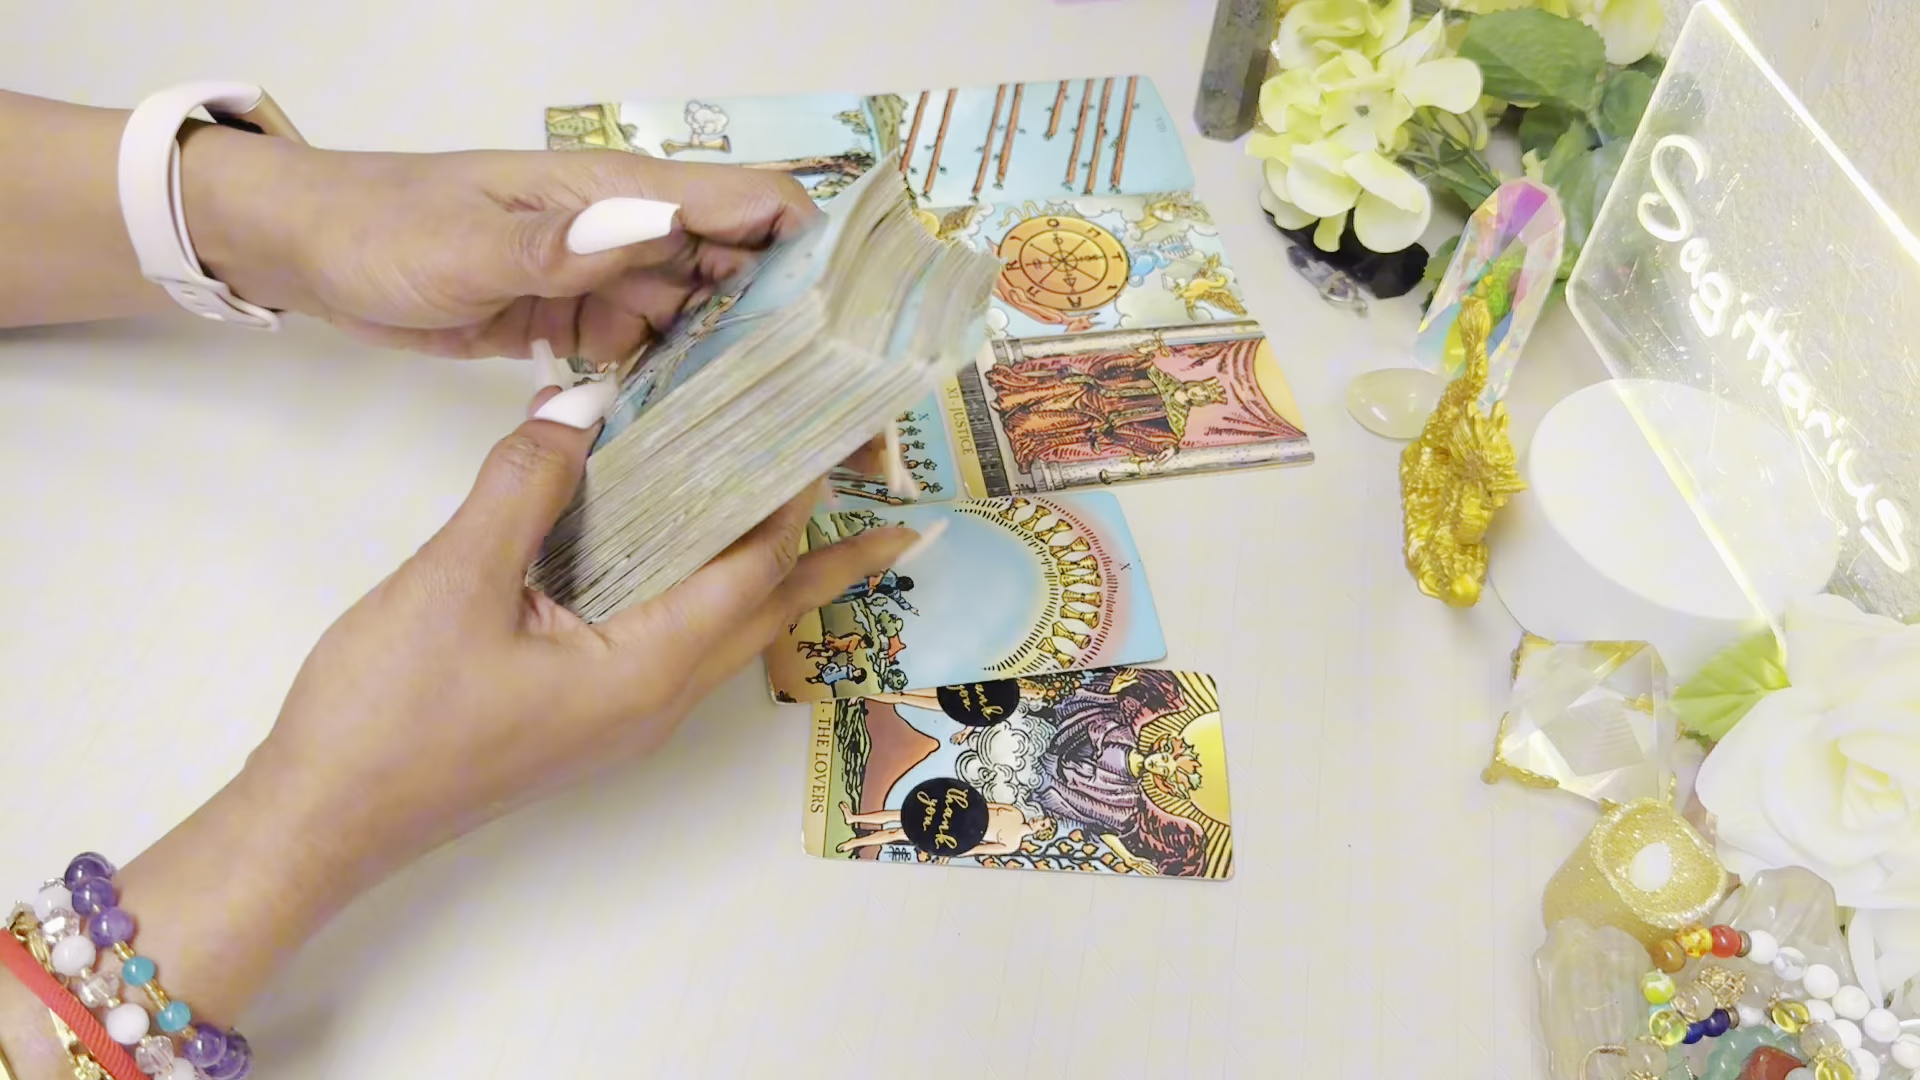 Sagittarius
XI · JUSTICE
X
X
I · THE LOVERS
thank
you
thank
you